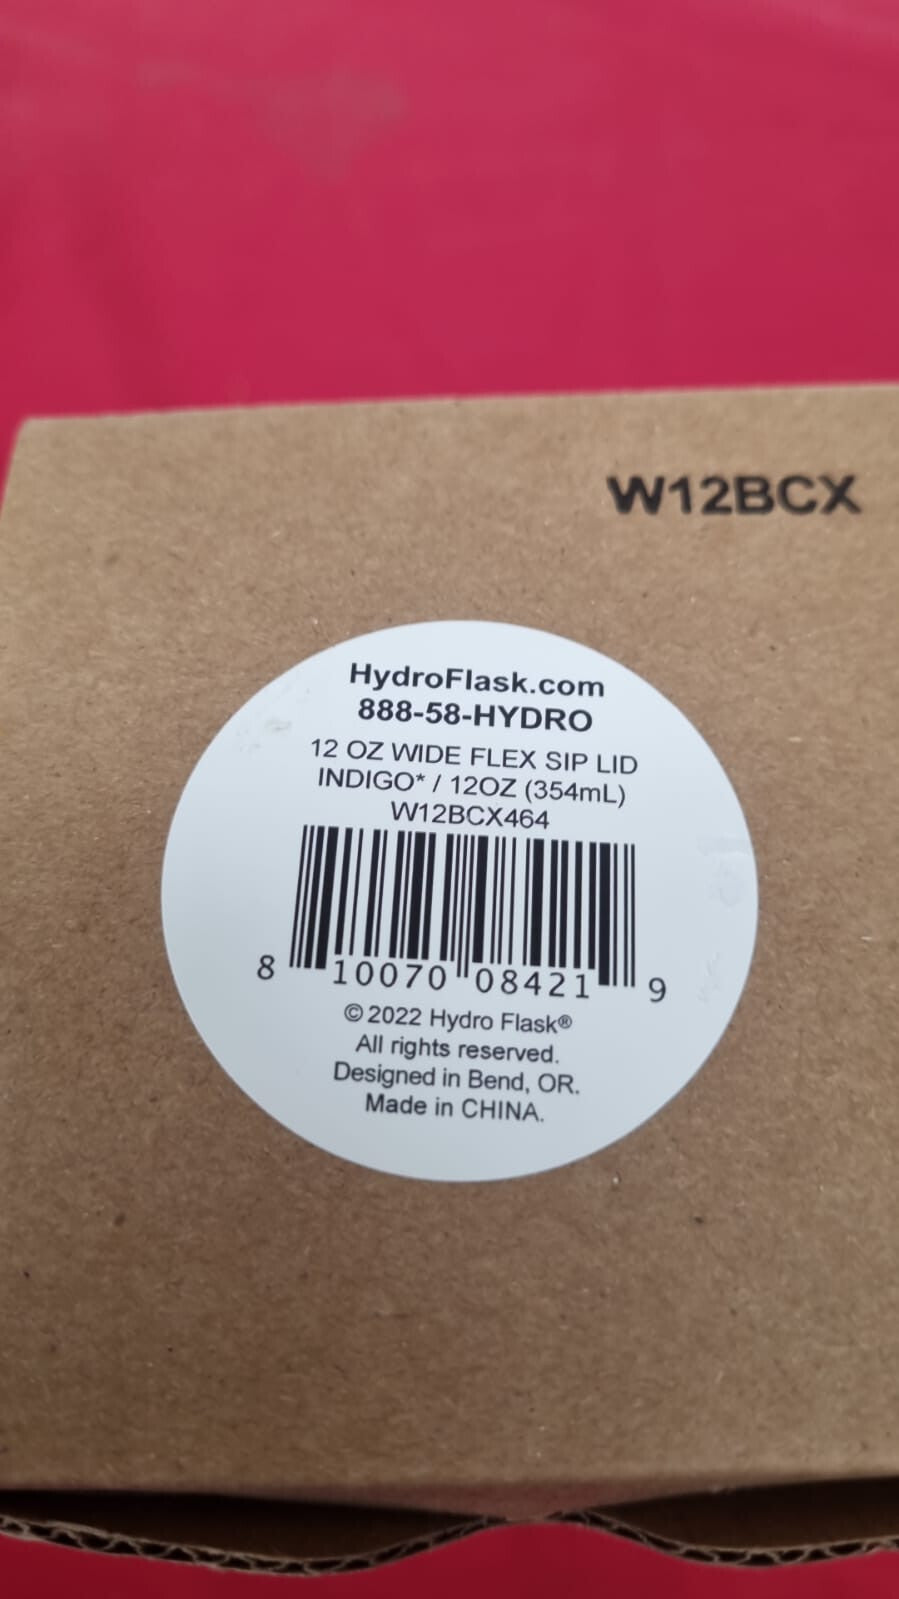 W12BCX
HydroFlask.com
888-58-HYDRO
12 OZ WIDE FLEX SIP LID
INDIGO* / 12OZ (354mL)
W12BCX464
8 10070 08421 9
© 2022 Hydro Flask®
All rights reserved.
Designed in Bend, OR.
Made in CHINA.